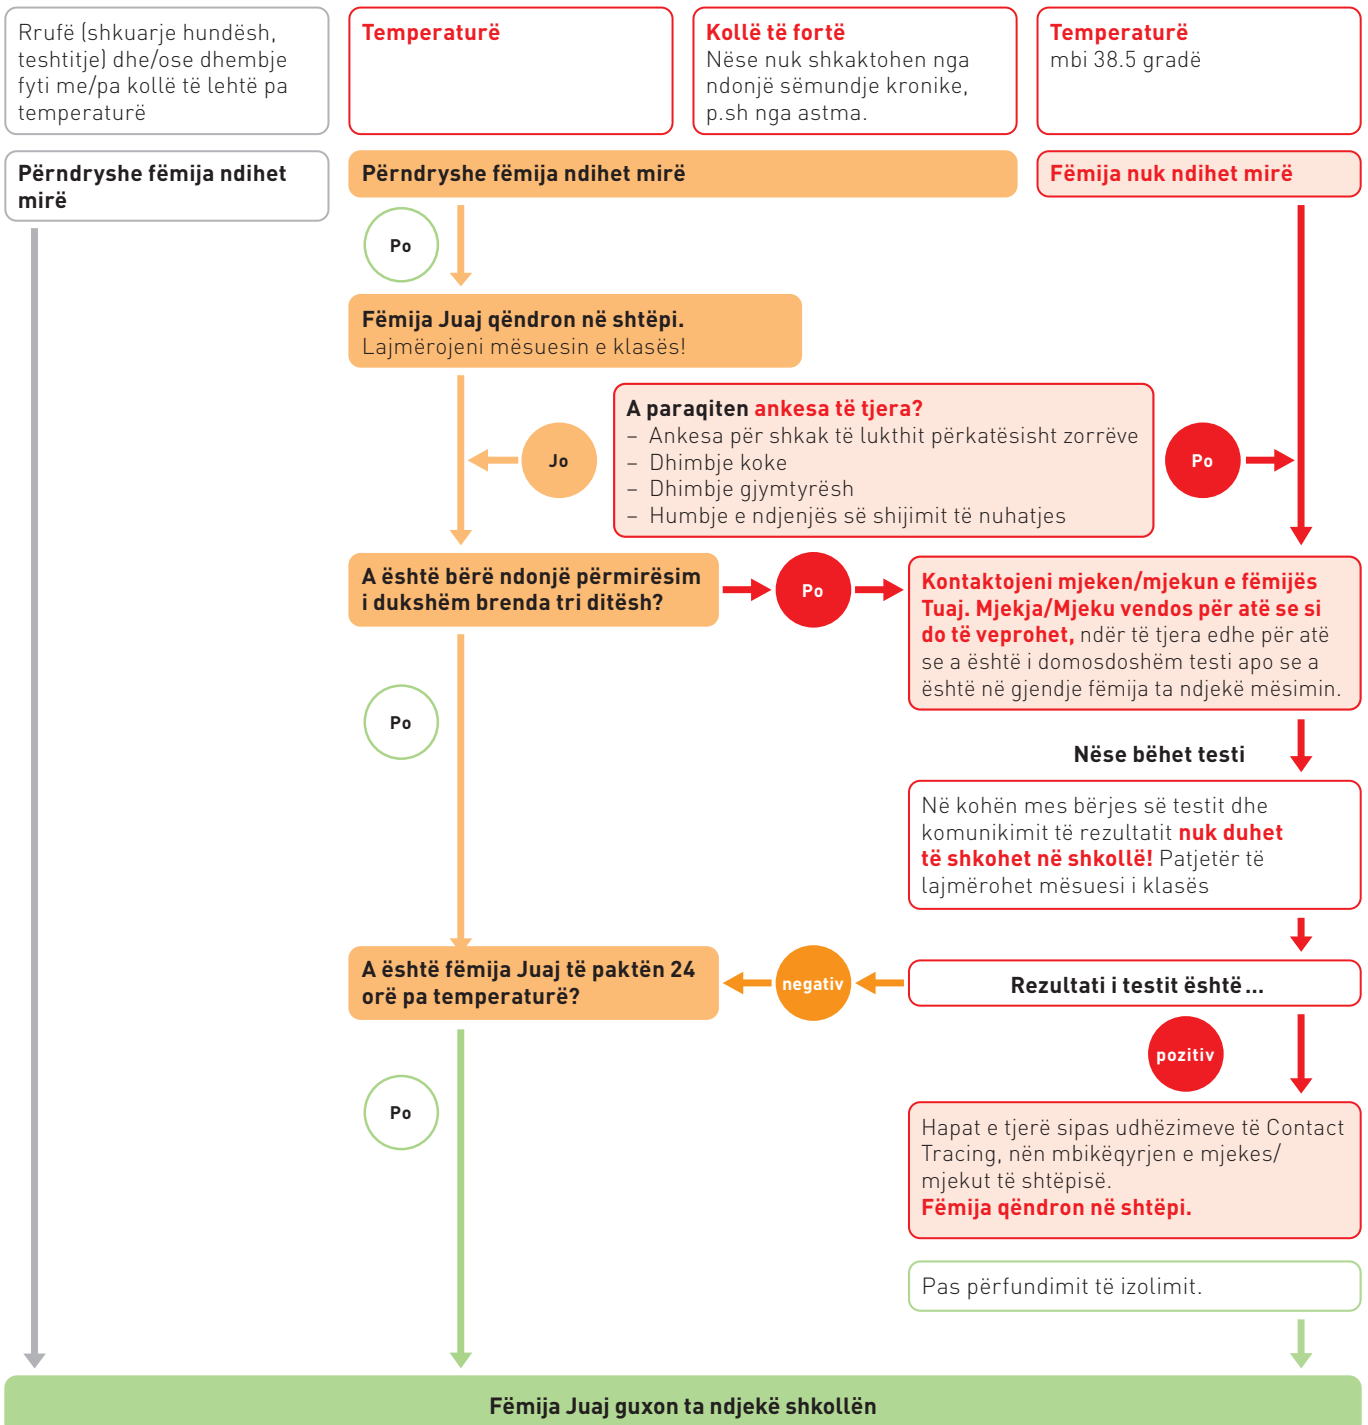 Rrufë (shkuarje hundësh,
teshtitje) dhe/ose dhembje
fyti me/pa kollë të lehtë pa
temperaturë
Temperaturë
Kollë të fortë
Nëse nuk shkaktohen nga
ndonjë sëmundje kronike,
p.sh nga astma.
Temperaturë
mbi 38.5 gradë
Përndryshe fëmija ndihet
mirë
Përndryshe fëmija ndihet mirë
Fëmija nuk ndihet mirë
Po
Fëmija Juaj qëndron në shtëpi.
Lajmërojeni mësuesin e klasës!
A paraqiten ankesa të tjera?
– Ankesa për shkak të lukthit përkatësisht zorrëve
– Dhimbje koke
– Dhimbje gjymtyrësh
– Humbje e ndjenjës së shijimit të nuhatjes
Jo
Po
A është bërë ndonjë përmirësim
i dukshëm brenda tri ditësh?
Po
Kontaktojeni mjeken/mjekun e fëmijës
Tuaj. Mjekja/Mjeku vendos për atë se si
do të veprohet, ndër të tjera edhe për atë
se a është i domosdoshëm testi apo se a
është në gjendje fëmija ta ndjekë mësimin.
Po
Nëse bëhet testi
Në kohën mes bërjes së testit dhe
komunikimit të rezultatit nuk duhet
të shkohet në shkollë! Patjetër të
lajmërohet mësuesi i klasës
A është fëmija Juaj të paktën 24
orë pa temperaturë?
negativ
Rezultati i testit është ...
pozitiv
Po
Hapat e tjerë sipas udhëzimeve të Contact
Tracing, nën mbikëqyrjen e mjekes/
mjekut të shtëpisë.
Fëmija qëndron në shtëpi.
Pas përfundimit të izolimit.
Fëmija Juaj guxon ta ndjekë shkollën